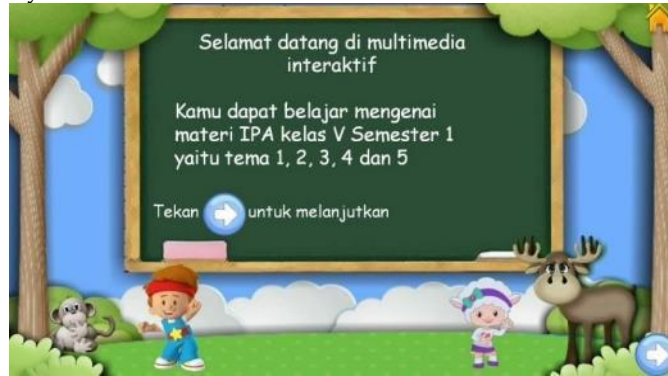 Selamat datang di multimedia
interaktif
Kamu dapat belajar mengenai
materi IPA kelas V Semester 1
yaitu tema 1, 2, 3, 4 dan 5
Tekan untuk melanjutkan